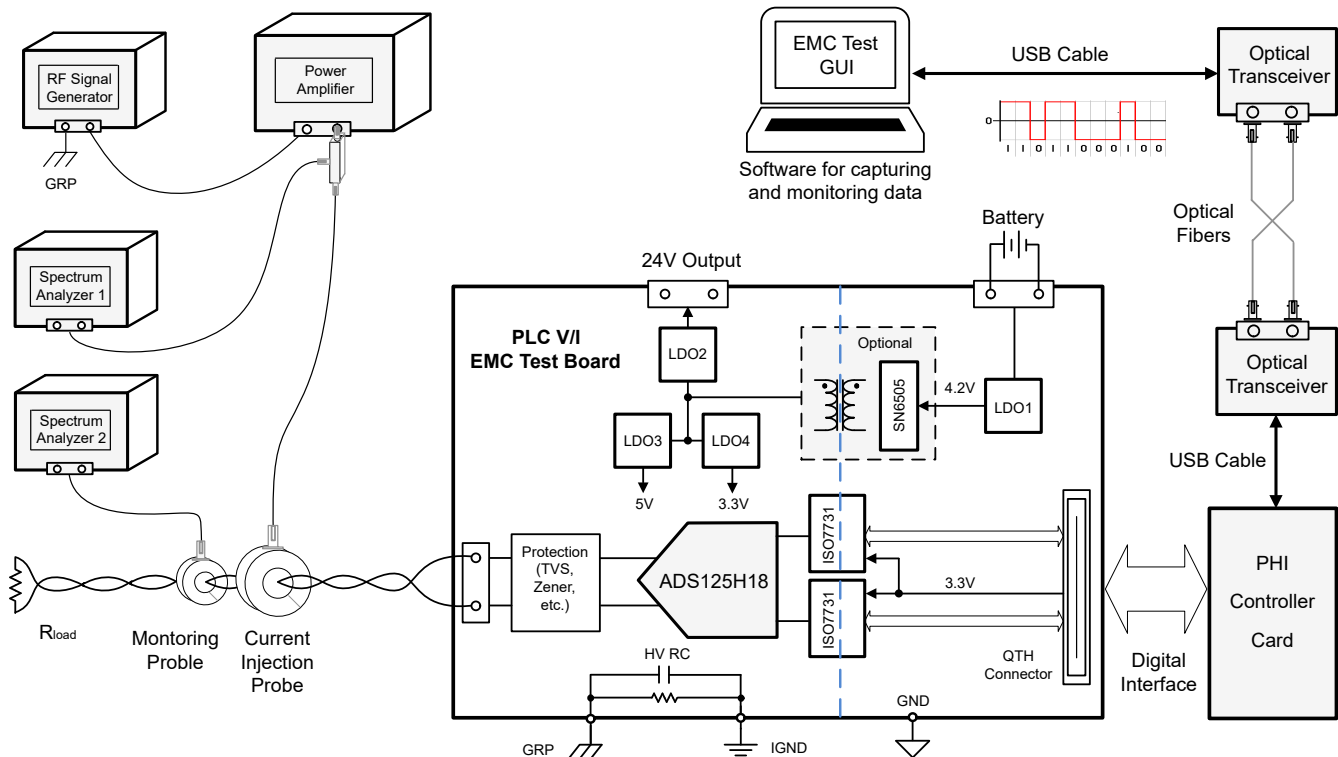 RF Signal
Generator
GRP
Power
Amplifier
Spectrum
Analyzer 1
Spectrum
Analyzer 2
Rload
Montoring
Proble
Current
Injection
Probe
EMC Test
GUI
Software for capturing
and monitoring data
USB Cable
0
1 0 1 1 0 0 0 1 0 0
Optical
Transceiver
Optical
Fibers
Optical
Transceiver
USB Cable
PHI
Controller
Card
Digital
Interface
24V Output
Battery
PLC V/I
EMC Test Board
LDO2
LDO3
LDO4
5V
3.3V
Optional
SN6505
4.2V
LDO1
Protection
(TVS,
Zener,
etc.)
ADS125H18
ISO7731
ISO7731
3.3V
QTH
Connector
HV RC
GRP
IGND
GND